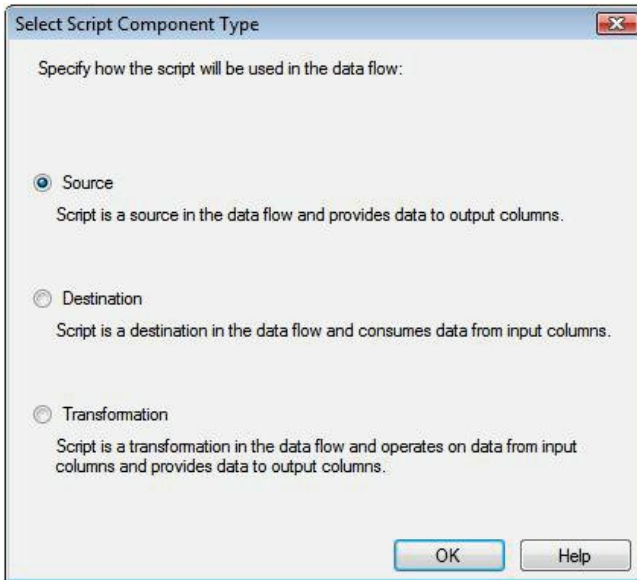 Select Script Component Type
Specify how the script will be used in the data flow:
Source
Script is a source in the data flow and provides data to output columns.
Destination
Script is a destination in the data flow and consumes data from input columns.
Transformation
Script is a transformation in the data flow and operates on data from input
columns and provides data to output columns.
OK
Help